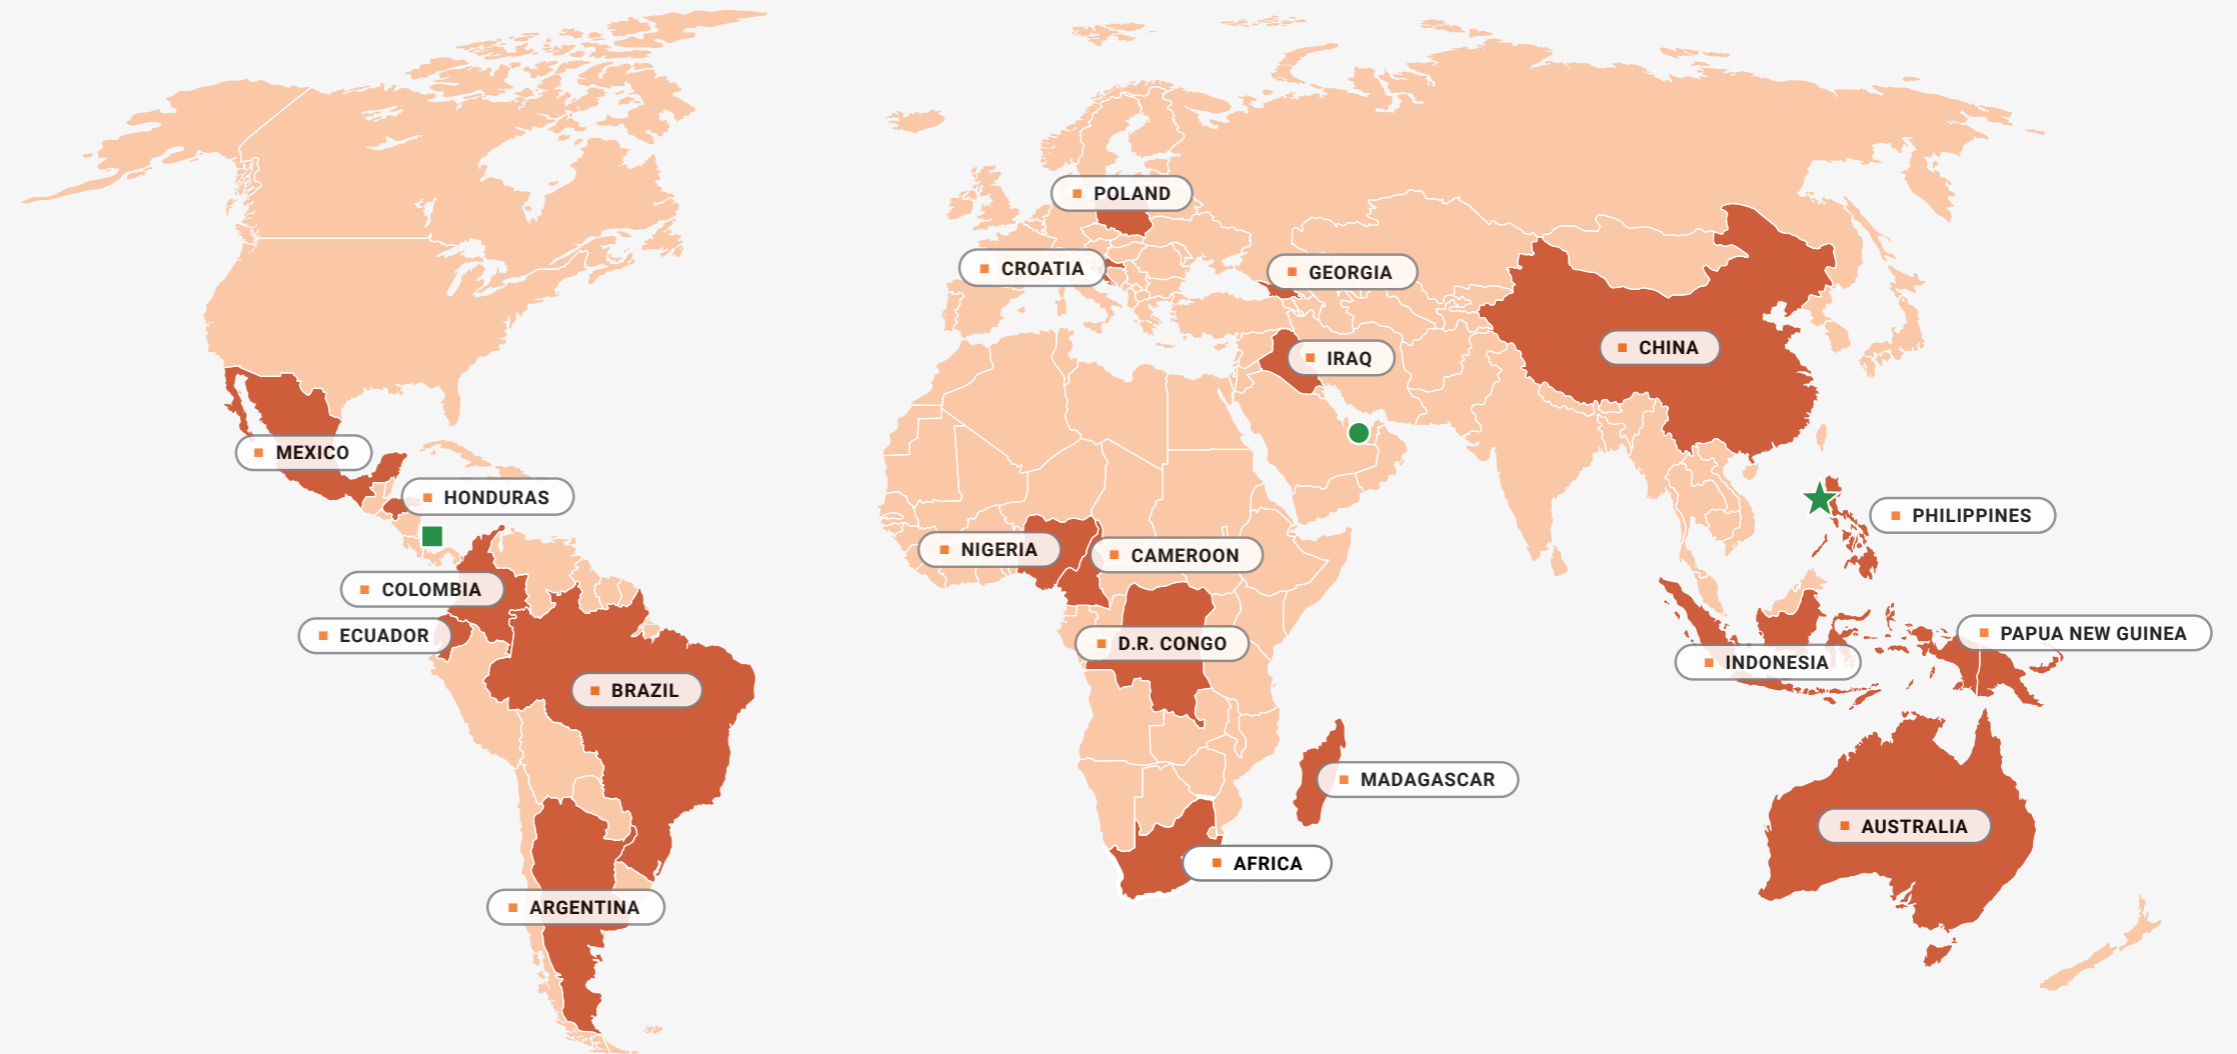 POLAND
CROATIA
GEORGIA
CHINA
IRAQ
MEXICO
HONDURAS
PHILIPPINES
NIGERIA
CAMEROON
COLOMBIA
ECUADOR
D.R. CONGO
PAPUA NEW GUINEA
INDONESIA
BRAZIL
MADAGASCAR
AUSTRALIA
AFRICA
ARGENTINA